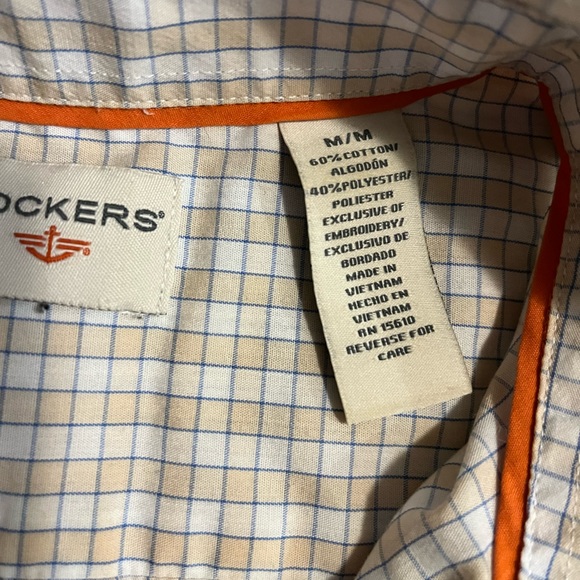 OCKERS®
®
M/M
60% COTTON/
ALGODÓN
40% POLYESTER/
POLIESTER
EXCLUSIVE OF
EMBROIDERY/
EXCLUSIVO DE
BORDADO
MADE IN
VIETNAM
HECHO EN
VIETNAM
RN 15610
REVERSE FOR
CARE